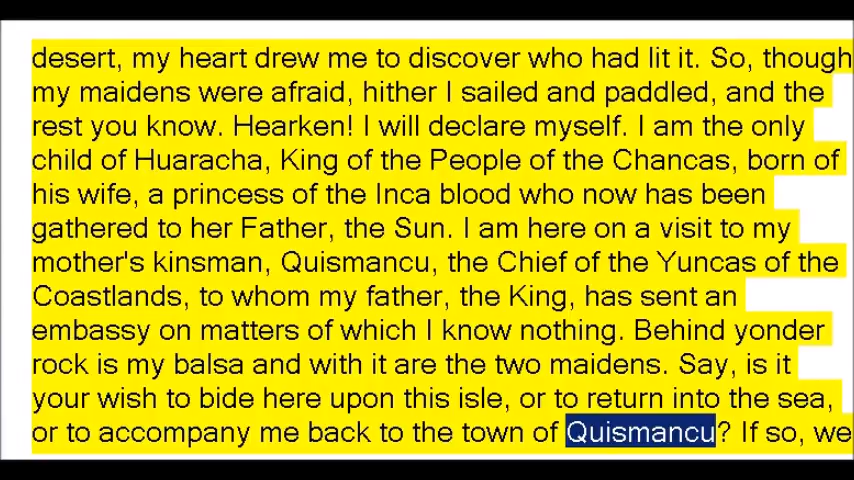 desert, my heart drew me to discover who had lit it. So, though
my maidens were afraid, hither I sailed and paddled, and the
rest you know. Hearken! I will declare myself. I am the only
child of Huaracha, King of the People of the Chancas, born of
his wife, a princess of the Inca blood who now has been
gathered to her Father, the Sun. I am here on a visit to my
mother's kinsman, Quismancu, the Chief of the Yuncas of the
Coastlands, to whom my father, the King, has sent an
embassy on matters of which I know nothing. Behind yonder
rock is my balsa and with it are the two maidens. Say, is it
your wish to bide here upon this isle, or to return into the sea,
or to accompany me back to the town of Quismancu? If so, we